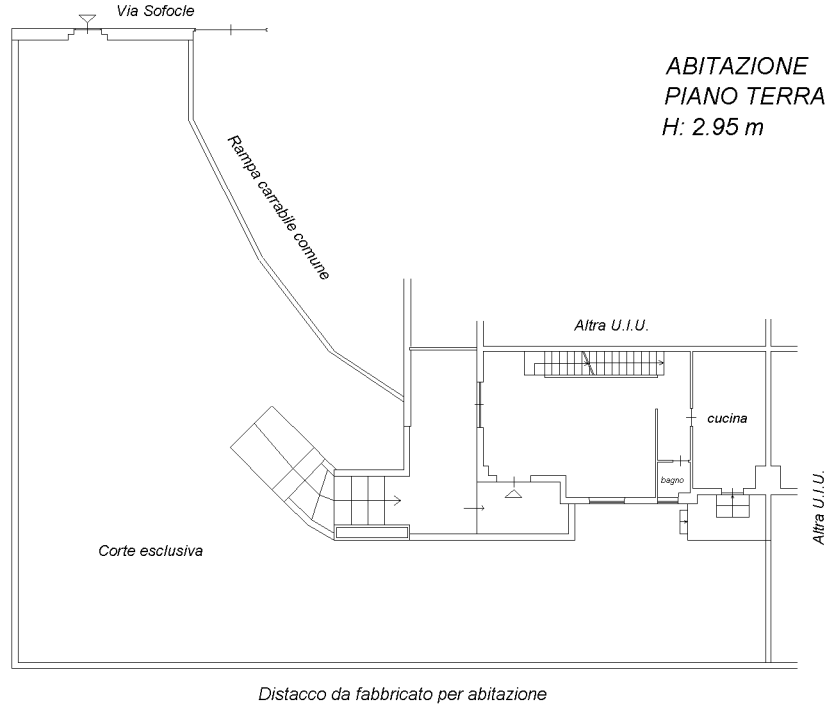 Via Sofocle
ABITAZIONE
PIANO TERRA
H: 2.95 m
Rampa carrabile comune
Altra U.I.U.
cucina
bagno
Altra U.I.U.
Corte esclusiva
Distacco da fabbricato per abitazione